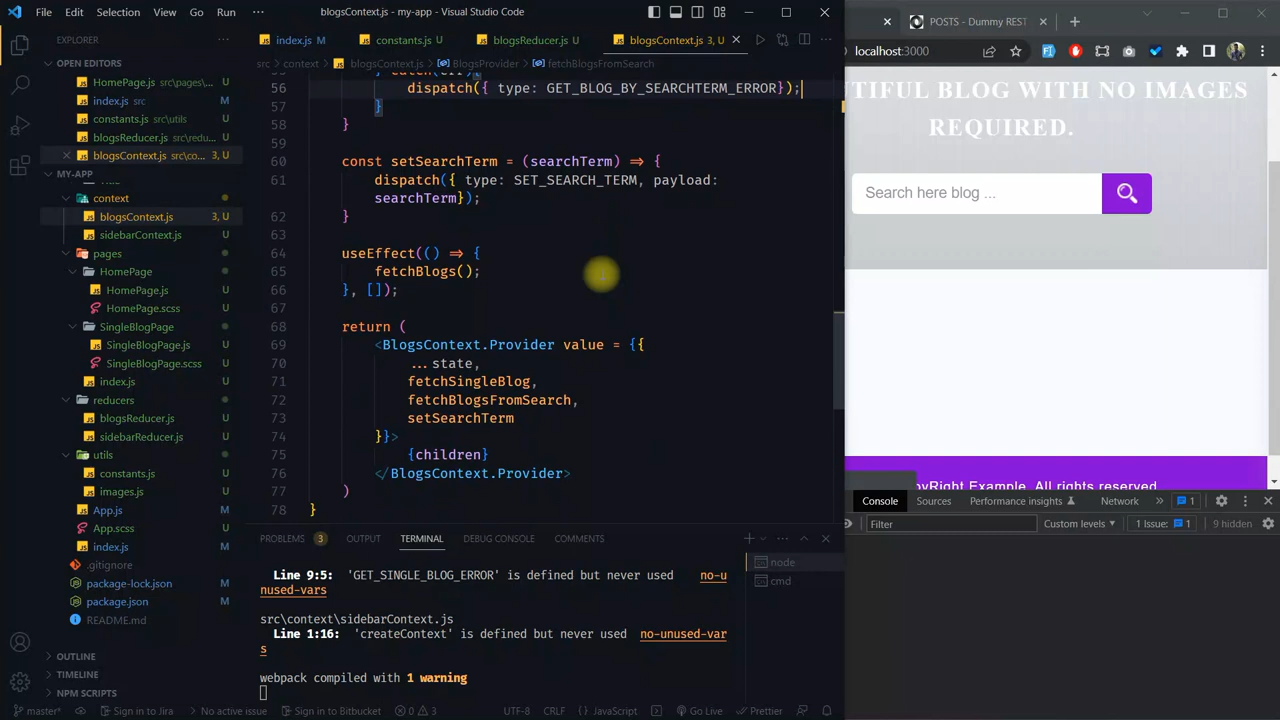 File Edit Selection View Go Run ··· blogsContext.js - my-app - Visual Studio Code
EXPLORER ···
OPEN EDITORS
HomePage.js src\pages\...
index.js src M
constants.js src\utils U
blogsReducer.js src\redu... U
blogsContext.js src\co... 3, U
MY-APP
context
blogsContext.js 3, U
sidebarContext.js U
pages
HomePage
HomePage.js U
HomePage.scss U
SingleBlogPage
SingleBlogPage.js U
SingleBlogPage.scss U
index.js U
reducers
blogsReducer.js U
sidebarReducer.js U
utils
constants.js U
images.js U
App.js U
App.scss U
index.js M
.gitignore
package-lock.json M
package.json M
README.md
OUTLINE
TIMELINE
NPM SCRIPTS
index.js M constants.js U blogsReducer.js U blogsContext.js 3, U
src > context > blogsContext.js > BlogsProvider > fetchBlogsFromSearch
56 dispatch({ type: GET_BLOG_BY_SEARCHTERM_ERROR});
57 }
58 }
59
60 const setSearchTerm = (searchTerm) => {
61 dispatch({ type: SET_SEARCH_TERM, payload:
searchTerm});
62 }
63
64 useEffect(() => {
65 fetchBlogs();
66 }, []);
67
68 return (
69 <BlogsContext.Provider value = {{
70 ...state,
71 fetchSingleBlog,
72 fetchBlogsFromSearch,
73 setSearchTerm
74 }}>
75 {children}
76 </BlogsContext.Provider>
77 )
78 }
PROBLEMS 3 OUTPUT TERMINAL DEBUG CONSOLE COMMENTS
Line 9:5: 'GET_SINGLE_BLOG_ERROR' is defined but never used no-u
nused-vars
src\context\sidebarContext.js
Line 1:16: 'createContext' is defined but never used no-unused-var
s
webpack compiled with 1 warning
node
cmd
master* Sign in to Jira No active issue Sign in to Bitbucket 0 3 UTF-8 CRLF {} JavaScript Go Live Prettier
POSTS - Dummy REST
localhost:3000
TIFUL BLOG WITH NO IMAGES
REQUIRED.
Search here blog ...
pyRight Example. All rights reserved
Console Sources Performance insights Network 1
Filter Custom levels 1 Issue: 1 9 hidden